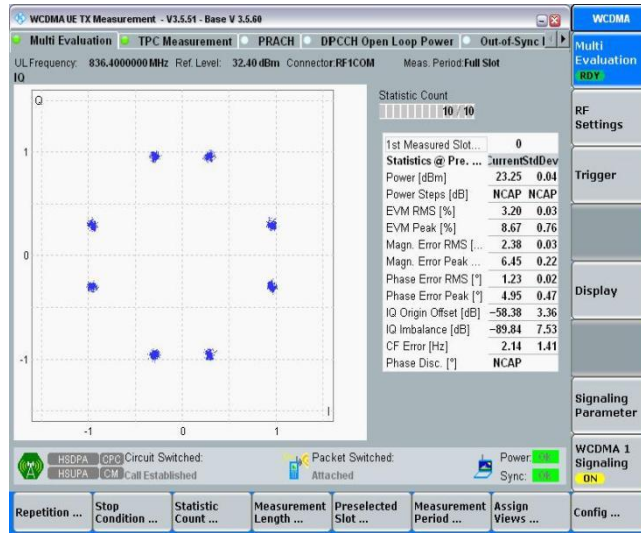 WCDMA UE TX Measurement - V3.5.51 - Base V 3.5.60
WCDMA
Multi Evaluation TPC Measurement PRACH DPCCH Open Loop Power Out-of-Sync
UL Frequency: 836.4000000 MHz Ref. Level: 32.40 dBm Connector: RF1COM Meas. Period: Full Slot
IQ
Q
1
0
-1
-1 0 1
I
Statistic Count
10 / 10
1st Measured Slot... 0
Statistics @ Pre. ... Current StdDev
Power [dBm] 23.25 0.04
Power Steps [dB] NCAP NCAP
EVM RMS [%] 3.20 0.03
EVM Peak [%] 8.67 0.76
Magn. Error RMS [... 2.38 0.03
Magn. Error Peak ... 6.45 0.22
Phase Error RMS [°] 1.23 0.02
Phase Error Peak [°] 4.95 0.47
IQ Origin Offset [dB] -58.38 3.36
IQ Imbalance [dB] -89.84 7.53
CF Error [Hz] 2.14 1.41
Phase Disc. [°] NCAP
Multi
Evaluation
RDY
RF
Settings
Trigger
Display
Signaling
Parameter
WCDMA 1
Signaling
ON
HSDPA CPC Circuit Switched: Packet Switched: Power:
HSUPA CM Call Established Attached Sync:
Repetition ...
Stop
Condition ...
Statistic
Count ...
Measurement
Length ...
Preselected
Slot ...
Measurement
Period ...
Assign
Views ...
Config ...